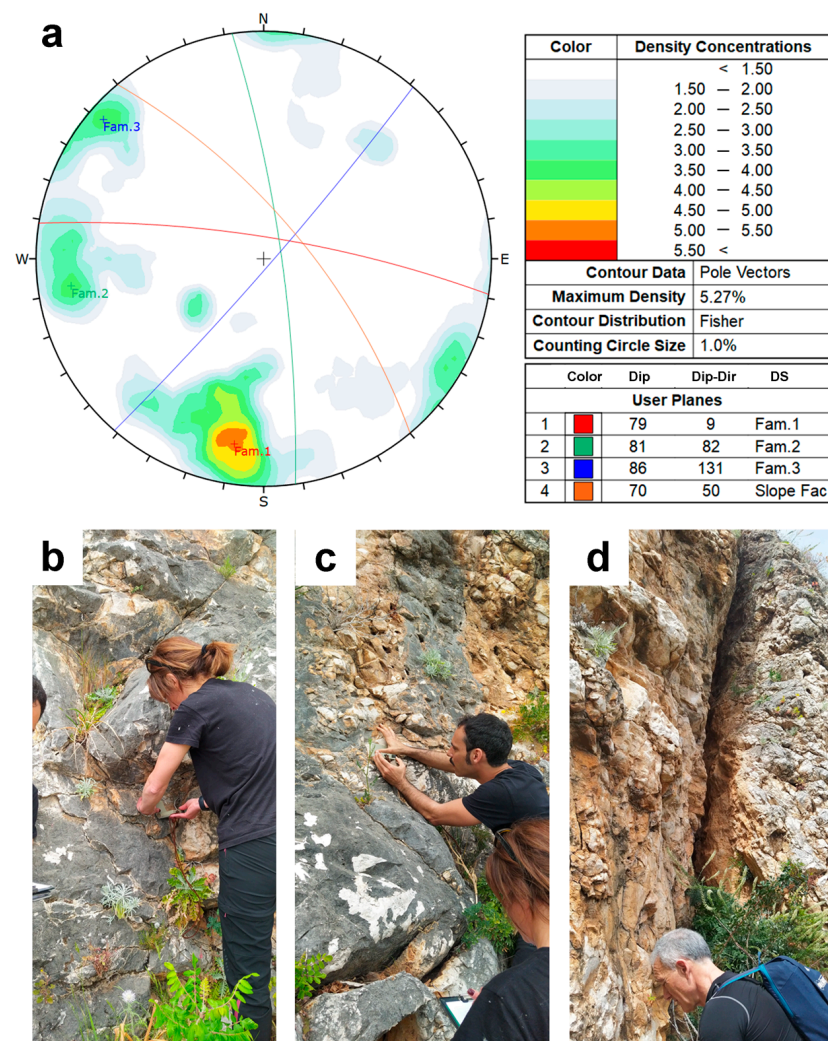 a
N
W
E
S
Fam.3
Fam.2
Fam.1
Color Density Concentrations
< 1.50
1.50 – 2.00
2.00 – 2.50
2.50 – 3.00
3.00 – 3.50
3.50 – 4.00
4.00 – 4.50
4.50 – 5.00
5.00 – 5.50
5.50 <
Contour Data Pole Vectors
Maximum Density 5.27%
Contour Distribution Fisher
Counting Circle Size 1.0%
Color Dip Dip-Dir DS
User Planes
1 79 9 Fam.1
2 81 82 Fam.2
3 86 131 Fam.3
4 70 50 Slope Fac
b
c
d